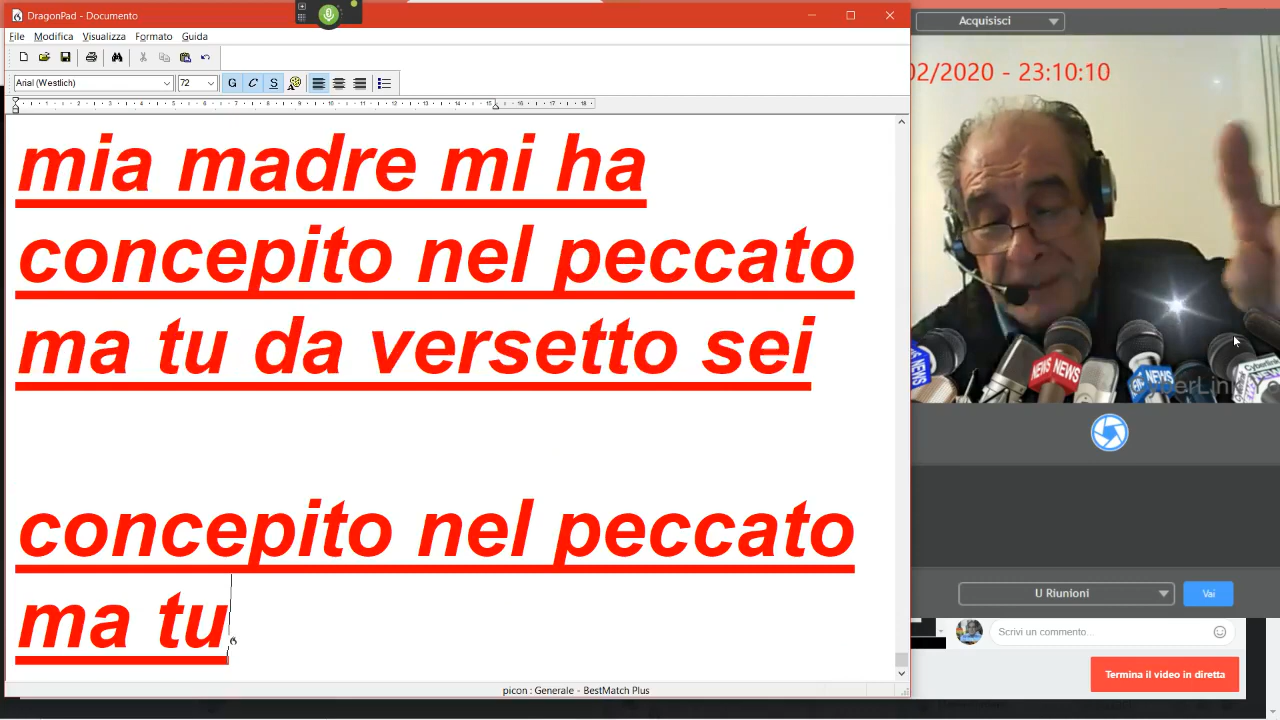 DragonPad - Documento
File Modifica Visualizza Formato Guida
Arial (Westlich) 72 G C S
mia madre mi ha
concepito nel peccato
ma tu da versetto sei
concepito nel peccato
ma tu
picon : Generale - BestMatch Plus
Acquisisci
02/2020 - 23:10:10
NEWS
NEWS NEWS
NEWS
Cyberlink
U Riunioni
Vai
Scrivi un commento...
Termina il video in diretta